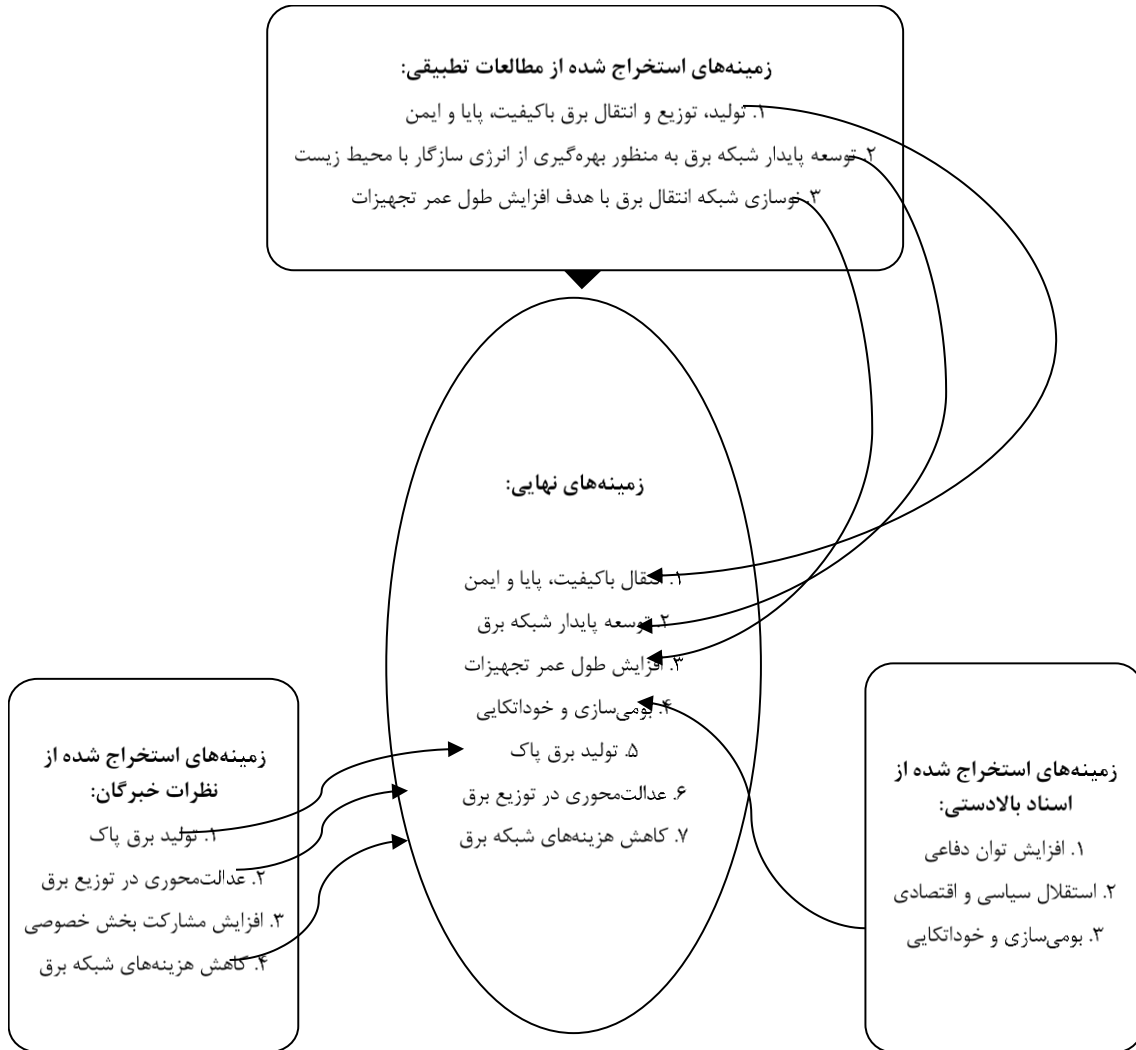 زمینه‌های استخراج شده از مطالعات تطبیقی:
۱. تولید، توزیع و انتقال برق باکیفیت، پایا و ایمن
۲. توسعه پایدار شبکه برق به منظور بهره‌گیری از انرژی سازگار با محیط زیست
۳. نوسازی شبکه انتقال برق با هدف افزایش طول عمر تجهیزات
زمینه‌های نهایی:
۱. انتقال باکیفیت، پایا و ایمن
۲. توسعه پایدار شبکه برق
۳. افزایش طول عمر تجهیزات
۴. بومی‌سازی و خوداتکایی
۵. تولید برق پاک
۶. عدالت‌محوری در توزیع برق
۷. کاهش هزینه‌های شبکه برق
زمینه‌های استخراج شده از
اسناد بالادستی:
۱. افزایش توان دفاعی
۲. استقلال سیاسی و اقتصادی
۳. بومی‌سازی و خوداتکایی
زمینه‌های استخراج شده از
نظرات خبرگان:
۱. تولید برق پاک
۲. عدالت‌محوری در توزیع برق
۳. افزایش مشارکت بخش خصوصی
۴. کاهش هزینه‌های شبکه برق